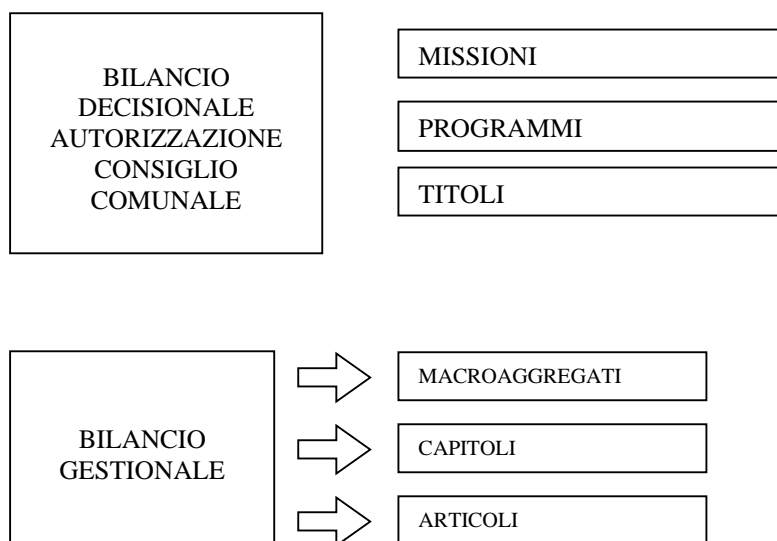 BILANCIO
DECISIONALE
AUTORIZZAZIONE
CONSIGLIO
COMUNALE
MISSIONI
PROGRAMMI
TITOLI
BILANCIO
GESTIONALE
MACROAGGREGATI
CAPITOLI
ARTICOLI